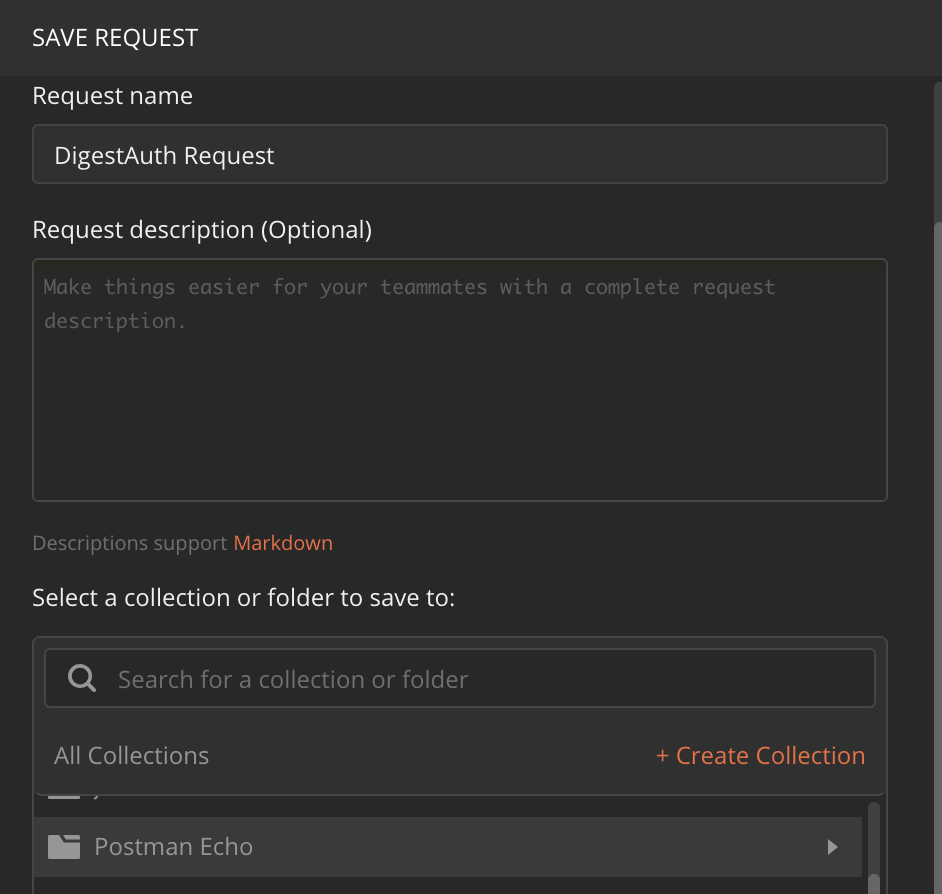 SAVE REQUEST
Request name
DigestAuth Request
Request description (Optional)
Make things easier for your teammates with a complete request
description.
Descriptions support Markdown
Select a collection or folder to save to:
Search for a collection or folder
All Collections
+ Create Collection
Postman Echo